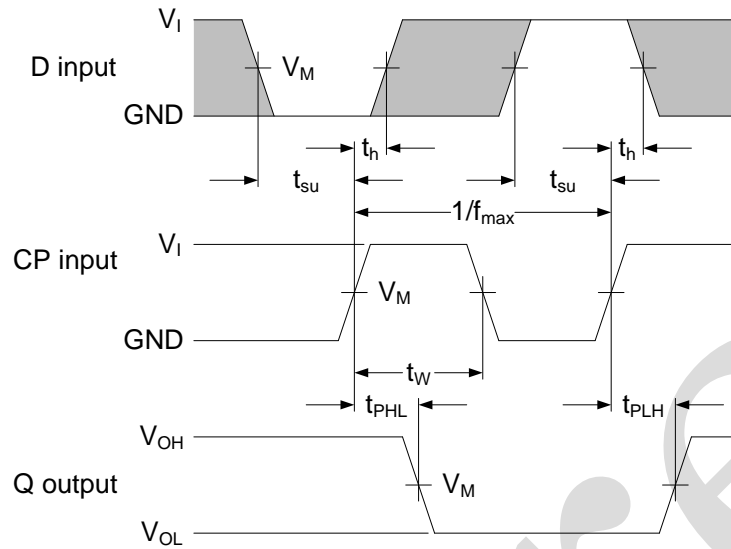 V_I
D input
V_M
GND
t_h
t_h
t_su
t_su
1/f_max
V_I
CP input
V_M
GND
t_W
t_PHL
t_PLH
V_OH
Q output
V_M
V_OL